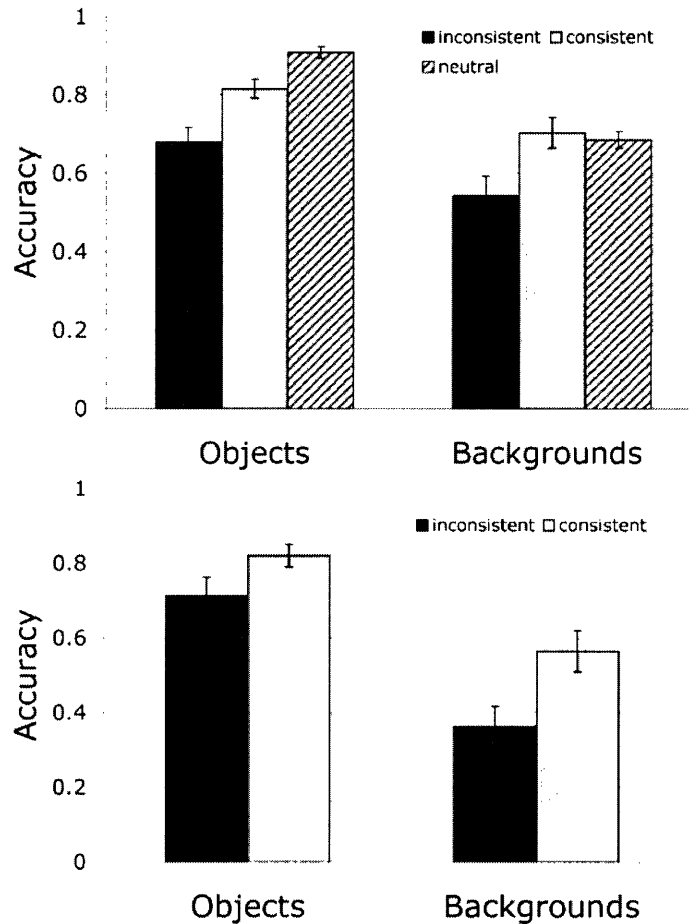 1
0.8
0.6
0.4
0.2
0
Accuracy
■inconsistent □consistent
neutral
Objects
Backgrounds
1
0.8
0.6
0.4
0.2
0
Accuracy
■inconsistent □consistent
Objects
Backgrounds